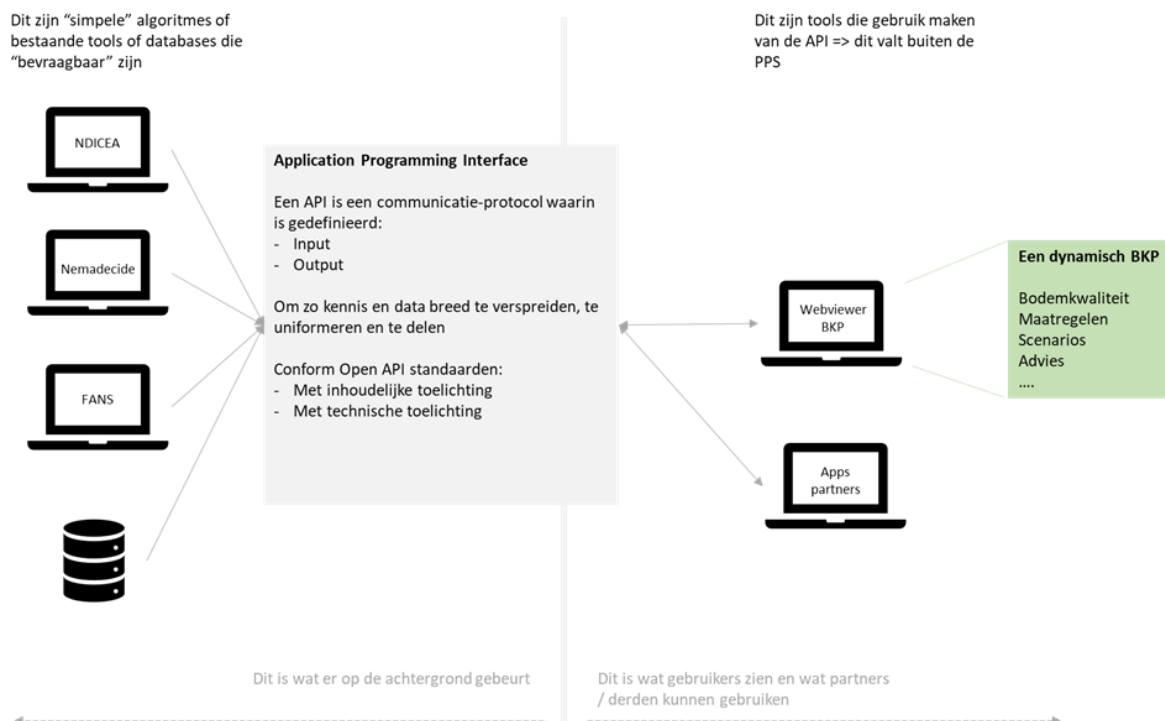 Dit zijn “simpele” algoritmes of
bestaande tools of databases die
“bevraagbaar” zijn
Dit zijn tools die gebruik maken
van de API => dit valt buiten de
PPS
NDICEA
Nemadecide
FANS
Application Programming Interface
Een API is een communicatie-protocol waarin
is gedefinieerd:
- Input
- Output
Om zo kennis en data breed te verspreiden, te
uniformeren en te delen
Conform Open API standaarden:
- Met inhoudelijke toelichting
- Met technische toelichting
Webviewer
BKP
Apps
partners
Een dynamisch BKP
Bodemkwaliteit
Maatregelen
Scenarios
Advies
....
Dit is wat er op de achtergrond gebeurt
Dit is wat gebruikers zien en wat partners
/ derden kunnen gebruiken